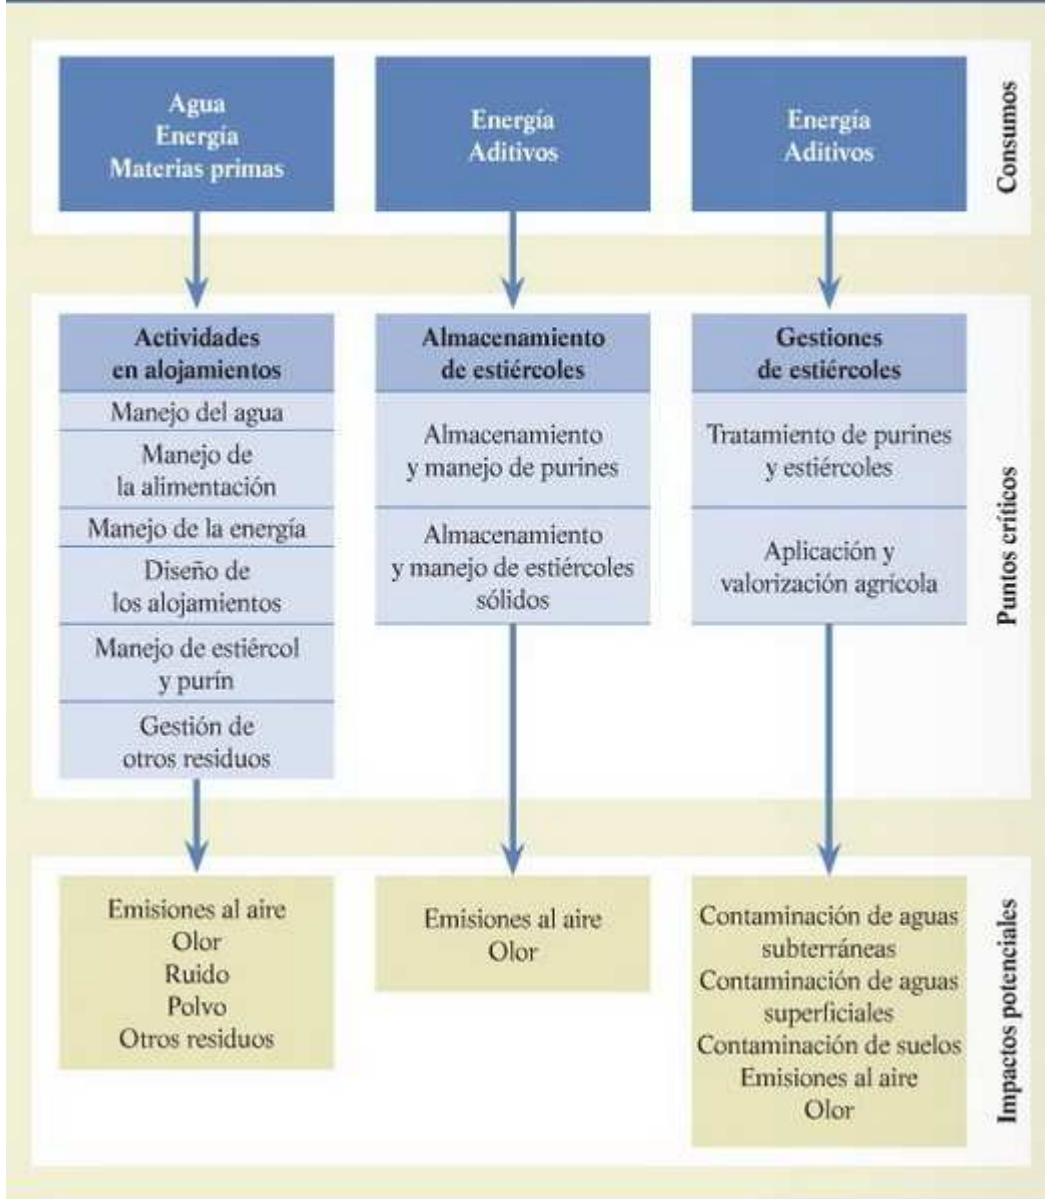 Agua
Energía
Materias primas
Energía
Aditivos
Energía
Aditivos
Consumos
Actividades
en alojamientos
Manejo del agua
Manejo de
la alimentación
Manejo de la energía
Diseño de
los alojamientos
Manejo de estiércol
y purín
Gestión de
otros residuos
Almacenamiento
de estiércoles
Almacenamiento
y manejo de purines
Almacenamiento
y manejo de estiércoles
sólidos
Gestiones
de estiércoles
Tratamiento de purines
y estiércoles
Aplicación y
valorización agrícola
Puntos críticos
Emisiones al aire
Olor
Ruido
Polvo
Otros residuos
Emisiones al aire
Olor
Contaminación de aguas
subterráneas
Contaminación de aguas
superficiales
Contaminación de suelos
Emisiones al aire
Olor
Impactos potenciales